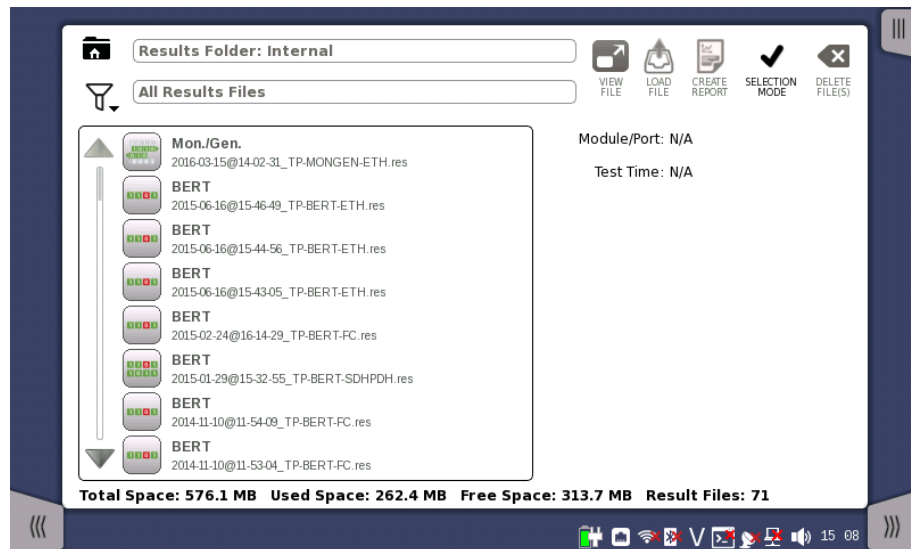 Results Folder: Internal
All Results Files
VIEW FILE
LOAD FILE
CREATE REPORT
SELECTION MODE
DELETE FILE(S)
Mon./Gen.
2016-03-15@14-02-31_TP-MONGEN-ETH.res
BERT
2015-06-16@15-46-49_TP-BERT-ETH.res
BERT
2015-06-16@15-44-56_TP-BERT-ETH.res
BERT
2015-06-16@15-43-05_TP-BERT-ETH.res
BERT
2015-02-24@16-14-29_TP-BERT-FC.res
BERT
2015-01-29@15-32-55_TP-BERT-SDHPDH.res
BERT
2014-11-10@11-54-09_TP-BERT-FC.res
BERT
2014-11-10@11-53-04_TP-BERT-FC.res
Module/Port: N/A
Test Time: N/A
Total Space: 576.1 MB Used Space: 262.4 MB Free Space: 313.7 MB Result Files: 71
V
15 08